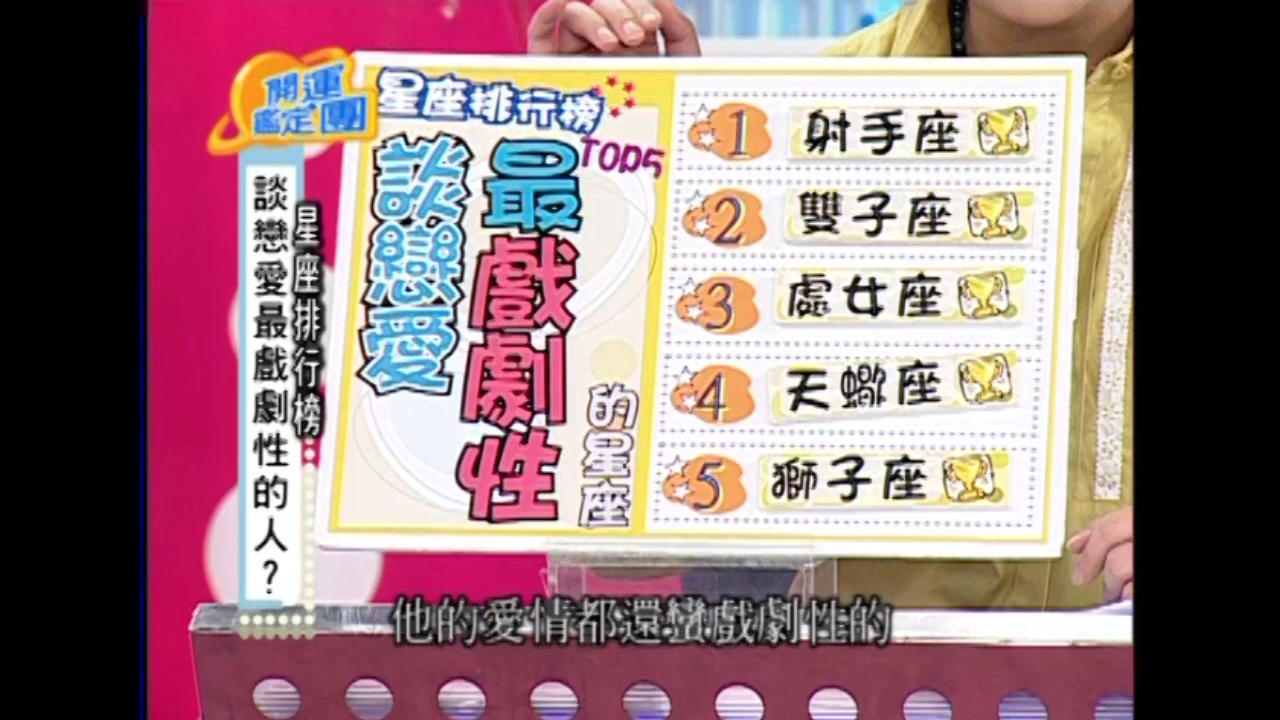 開運
鑑定團
星座排行榜
談戀愛最戲劇性的人?
星座排行榜
TOP5
談戀愛
最戲劇性
的星座
1 射手座
2 雙子座
3 處女座
4 天蠍座
5 獅子座
他的愛情都還蠻戲劇性的